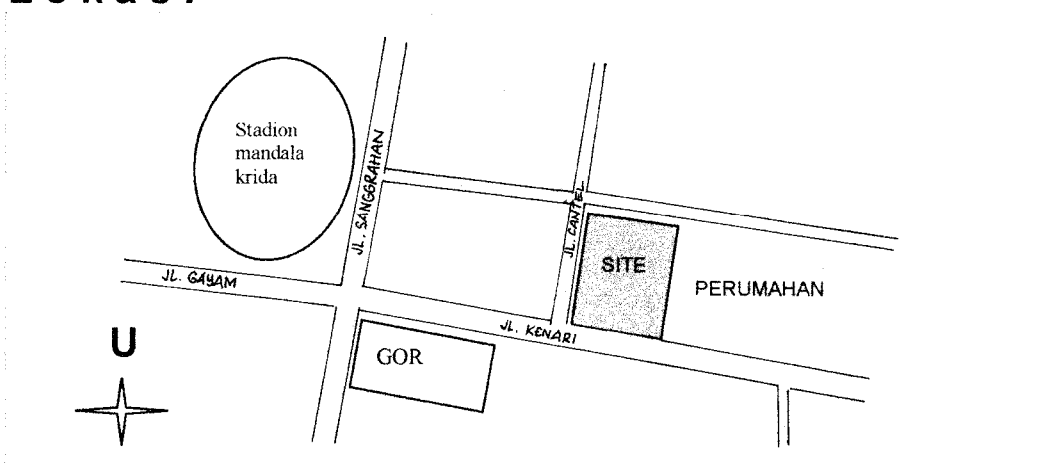 Stadion
mandala
krida
JL. SANGGRAHAN
JL. CANTEL
SITE
PERUMAHAN
JL. GAYAM
JL. KENARI
GOR
U